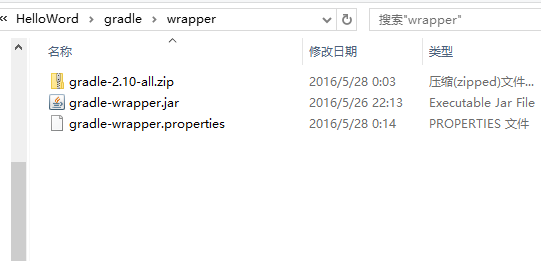 « HelloWord › gradle › wrapper
搜索"wrapper"
名称 修改日期 类型
gradle-2.10-all.zip 2016/5/28 0:03 压缩(zipped)文件...
gradle-wrapper.jar 2016/5/26 22:13 Executable Jar File
gradle-wrapper.properties 2016/5/28 0:14 PROPERTIES 文件